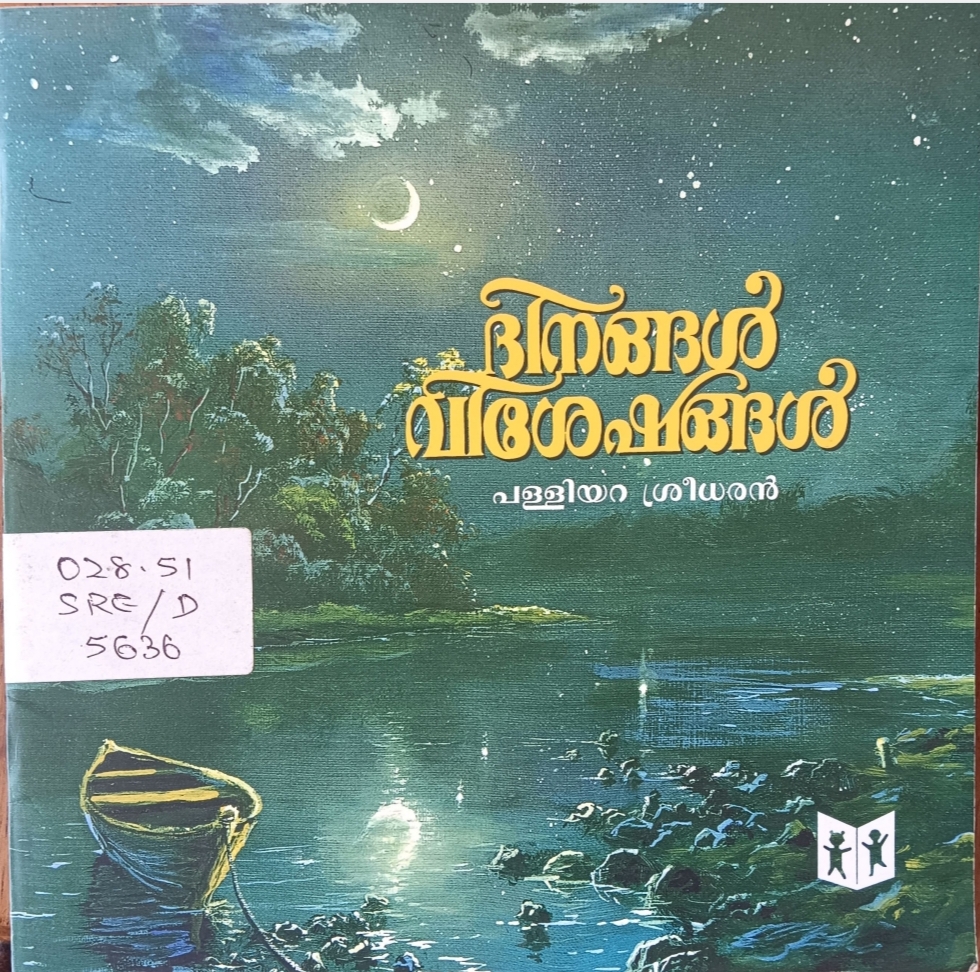 ദിനങ്ങൾ
വിശേഷങ്ങൾ
പള്ളിയറ ശ്രീധരൻ
028.51
SRE/D
5636